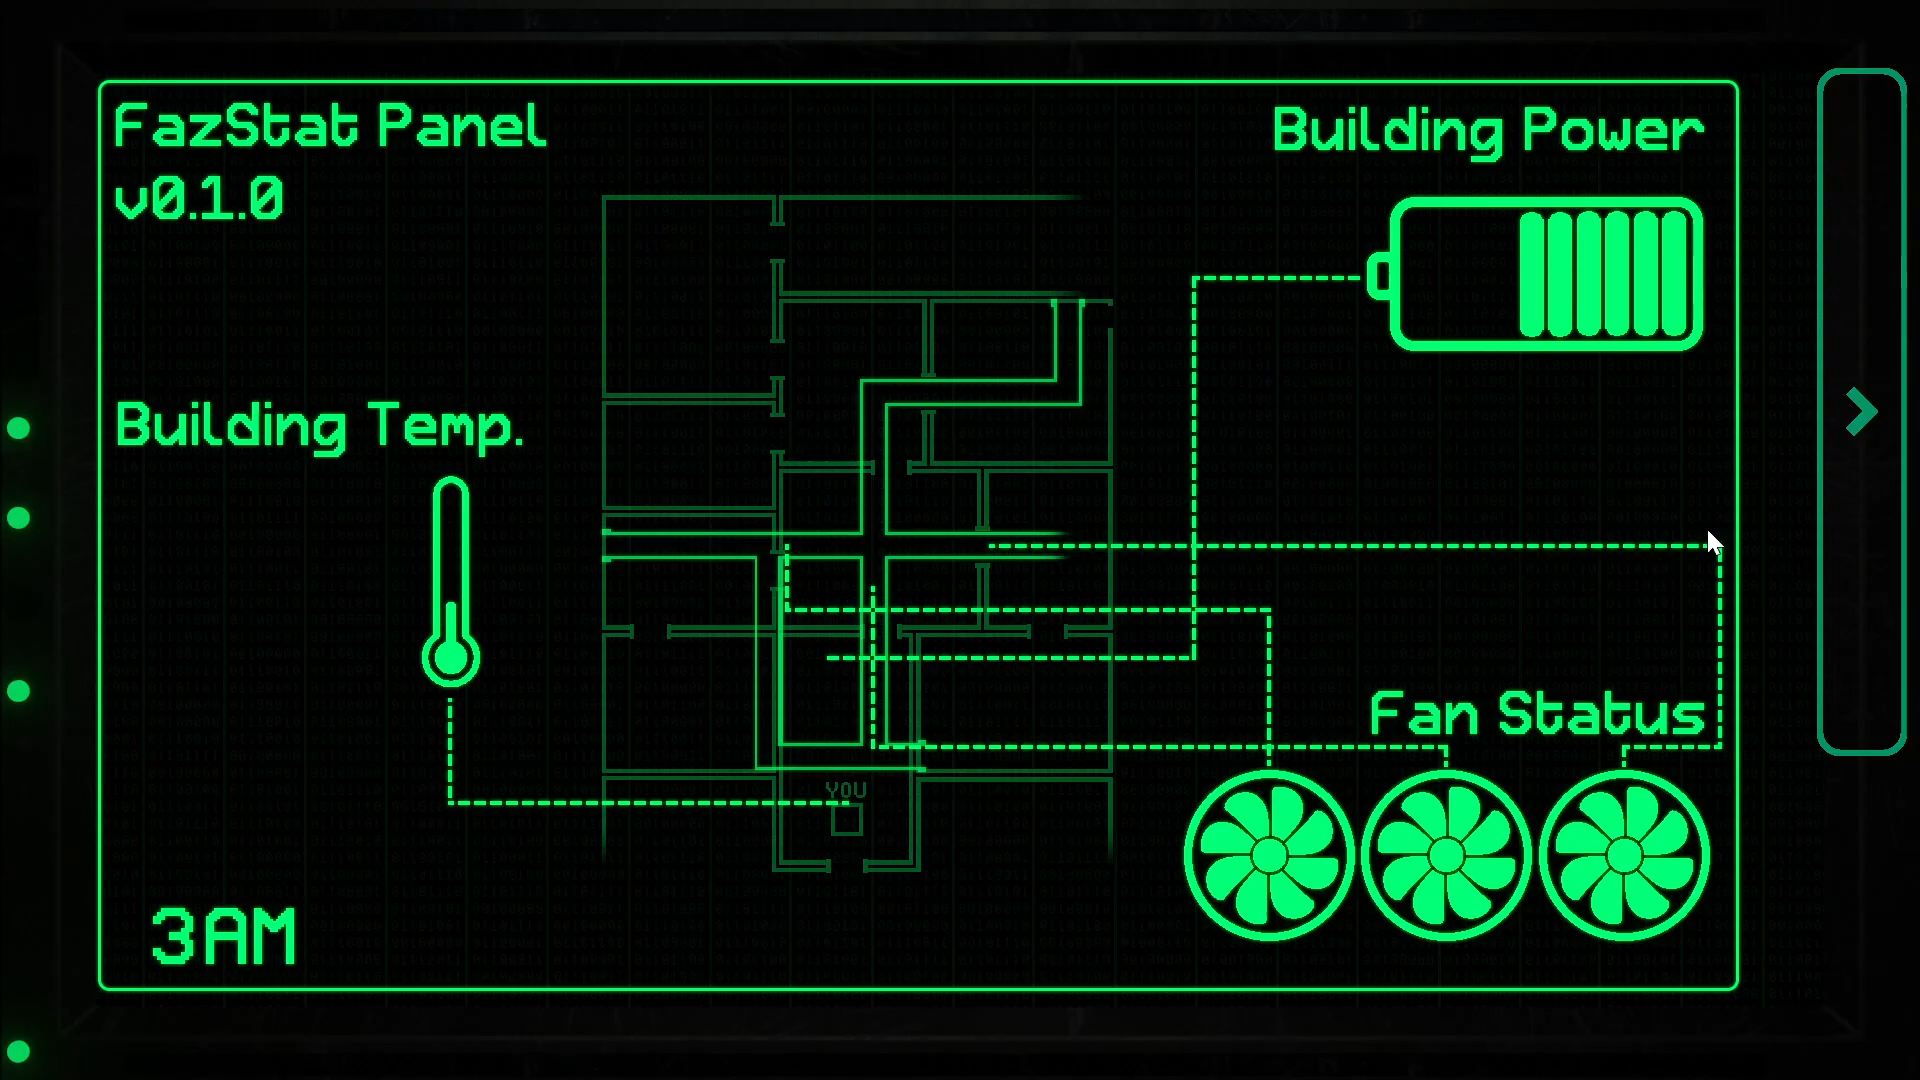 FazStat Panel
v0.1.0
Building Power
Building Temp.
Fan Status
YOU
3AM